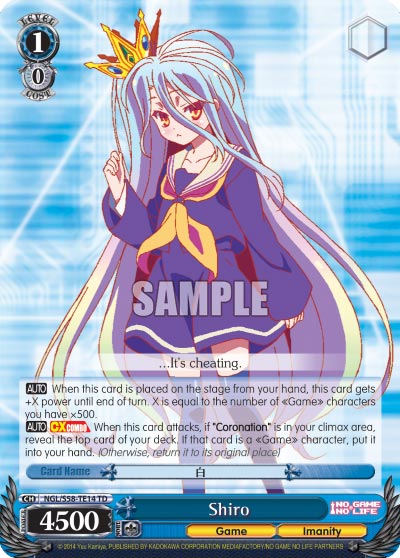 LEVEL
1
0
COST
SAMPLE
...It's cheating.
AUTO When this card is placed on the stage from your hand, this card gets
+X power until end of turn. X is equal to the number of «Game» characters
you have ×500.
AUTO CX COMBO When this card attacks, if "Coronation" is in your climax area,
reveal the top card of your deck. If that card is a «Game» character, put it
into your hand. (Otherwise, return it to its original place)
Card Name 白
CH NGL/S58-TE14 TD
Shiro
NO GAME NO LIFE
POWER 4500 SOUL
Game Imanity
© 2014 Yuu Kamiya, PUBLISHED BY KADOKAWA CORPORATION MEDIAFACTORY/NO GAME NO LIFE PARTNERS